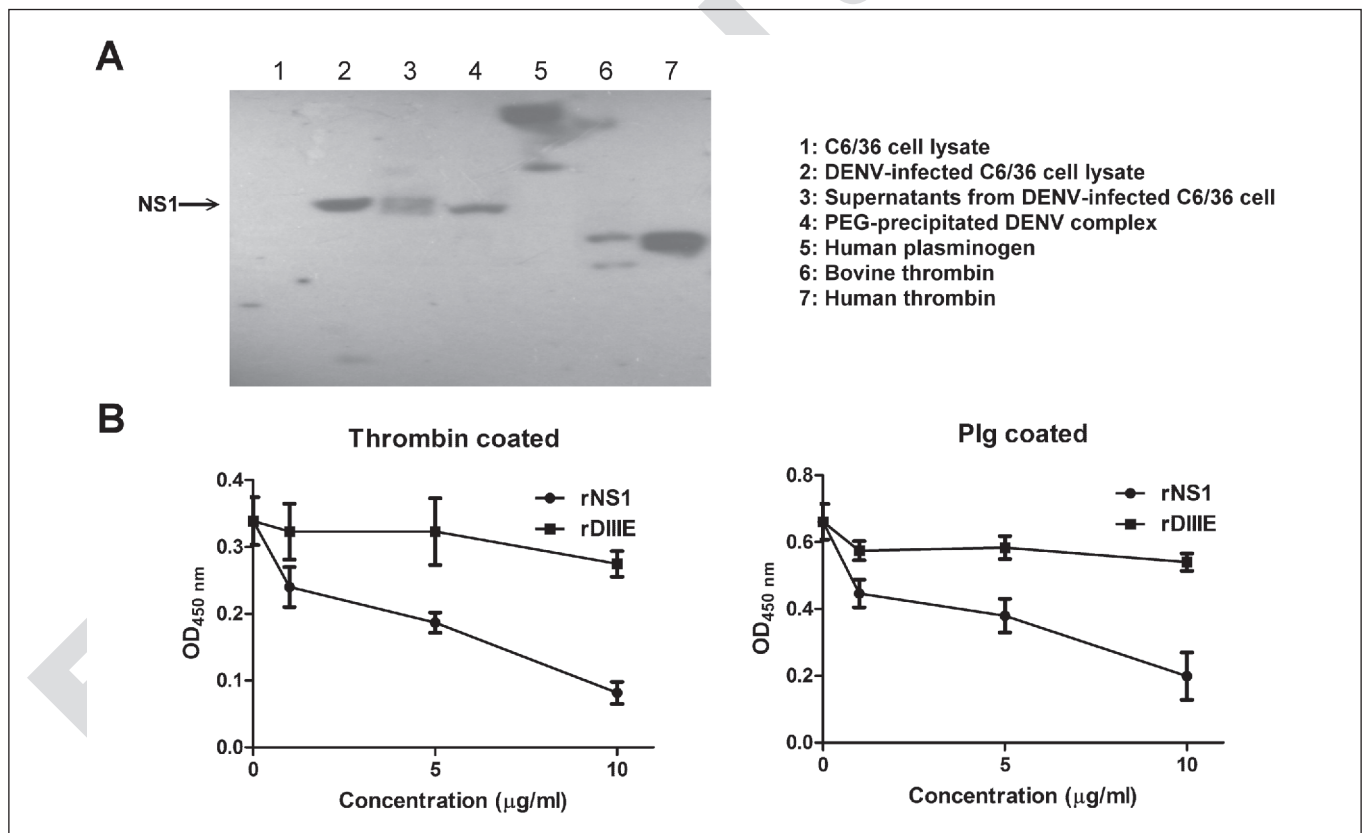 A
1 2 3 4 5 6 7
NS1
1: C6/36 cell lysate
2: DENV-infected C6/36 cell lysate
3: Supernatants from DENV-infected C6/36 cell
4: PEG-precipitated DENV complex
5: Human plasminogen
6: Bovine thrombin
7: Human thrombin
B
Thrombin coated
rNS1
rDIIIE
0.4
0.3
0.2
0.1
0.0
OD450 nm
0 5 10
Concentration (μg/ml)
Plg coated
rNS1
rDIIIE
0.8
0.6
0.4
0.2
0.0
OD450 nm
0 5 10
Concentration (μg/ml)